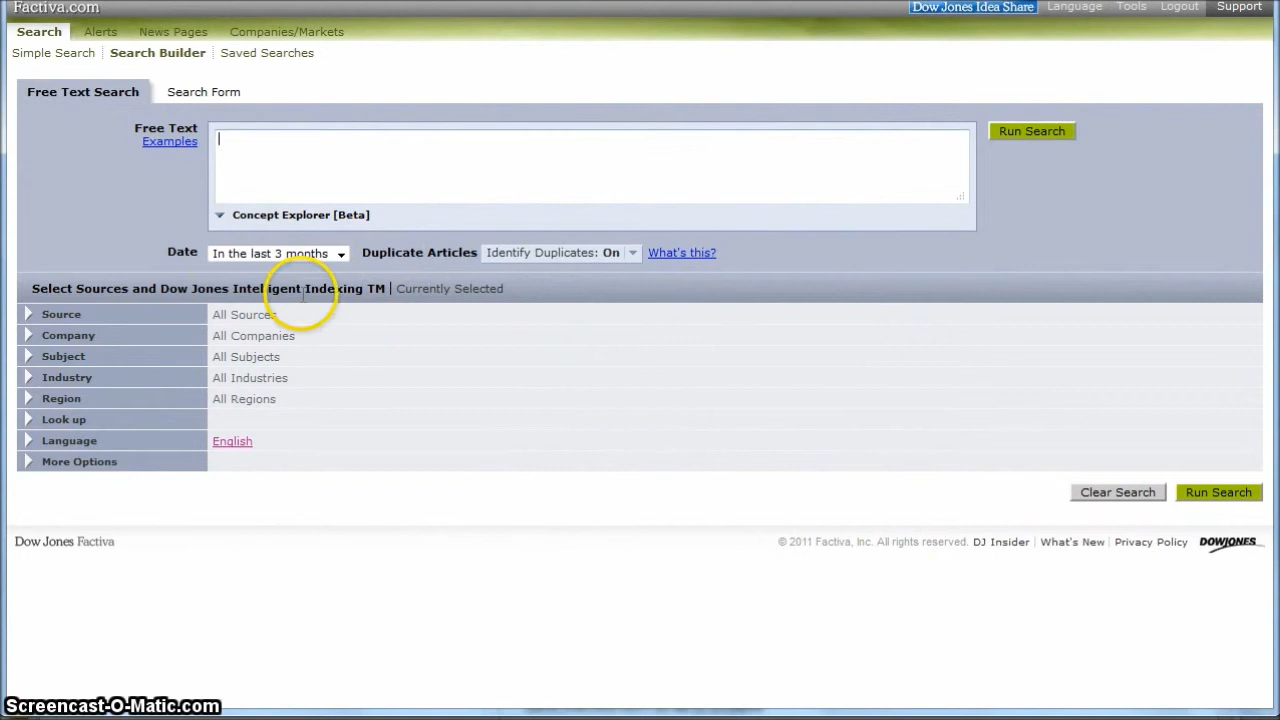 Factiva.com Dow Jones Idea Share Language Tools Logout Support
Search Alerts News Pages Companies/Markets
Simple Search Search Builder Saved Searches
Free Text Search Search Form
Free Text Run Search
Examples
Concept Explorer [Beta]
Date In the last 3 months Duplicate Articles Identify Duplicates: On What's this?
Select Sources and Dow Jones Intelligent Indexing TM | Currently Selected
Source All Sources
Company All Companies
Subject All Subjects
Industry All Industries
Region All Regions
Look up
Language English
More Options
Clear Search Run Search
Dow Jones Factiva © 2011 Factiva, Inc. All rights reserved. DJ Insider What's New Privacy Policy DOWJONES
Screencast-O-Matic.com